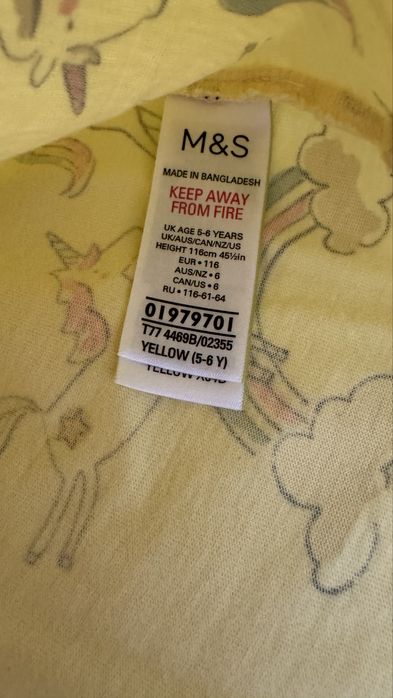 M&S
MADE IN BANGLADESH
KEEP AWAY
FROM FIRE
UK AGE 5-6 YEARS
UK/AUS/CAN/NZ/US
HEIGHT 116cm 45½in
EUR • 116
AUS/NZ • 6
CAN/US • 6
RU • 116-61-64
01979701
T77 4469B/02355
YELLOW (5-6 Y)
YELLOW